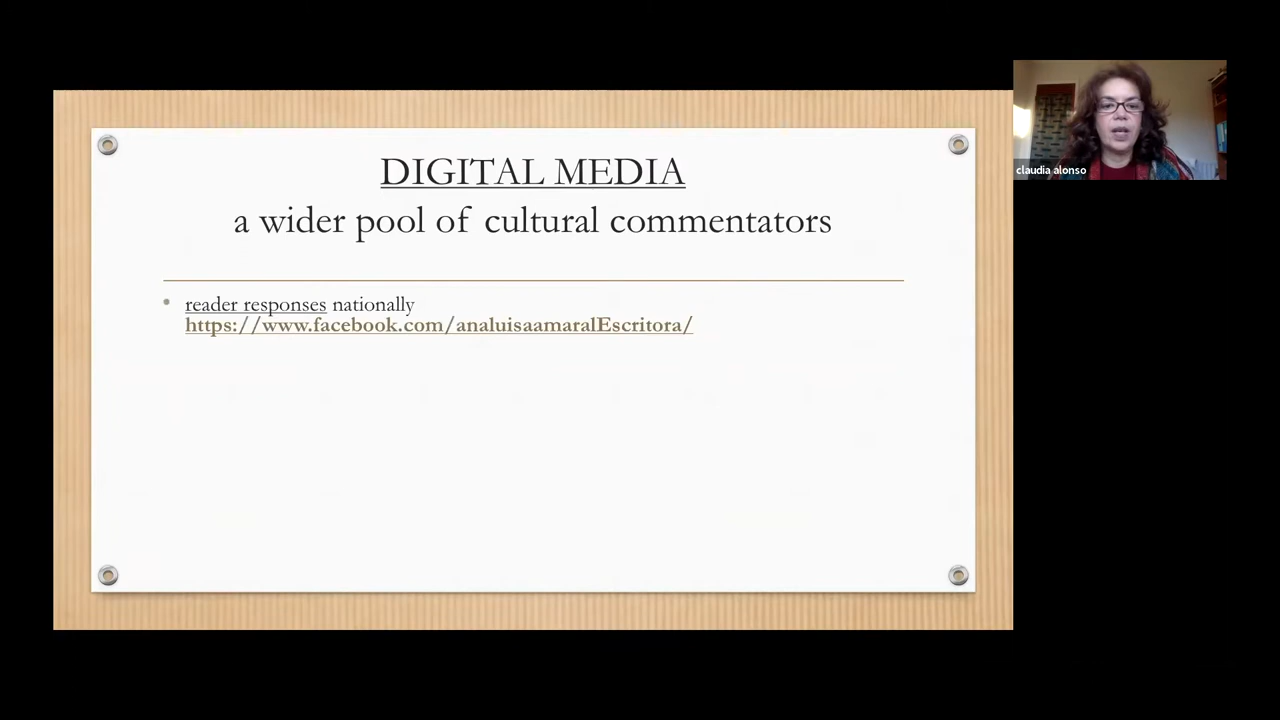 DIGITAL MEDIA
a wider pool of cultural commentators
reader responses nationally
https://www.facebook.com/analuisaamaralEscritora/
claudia alonso